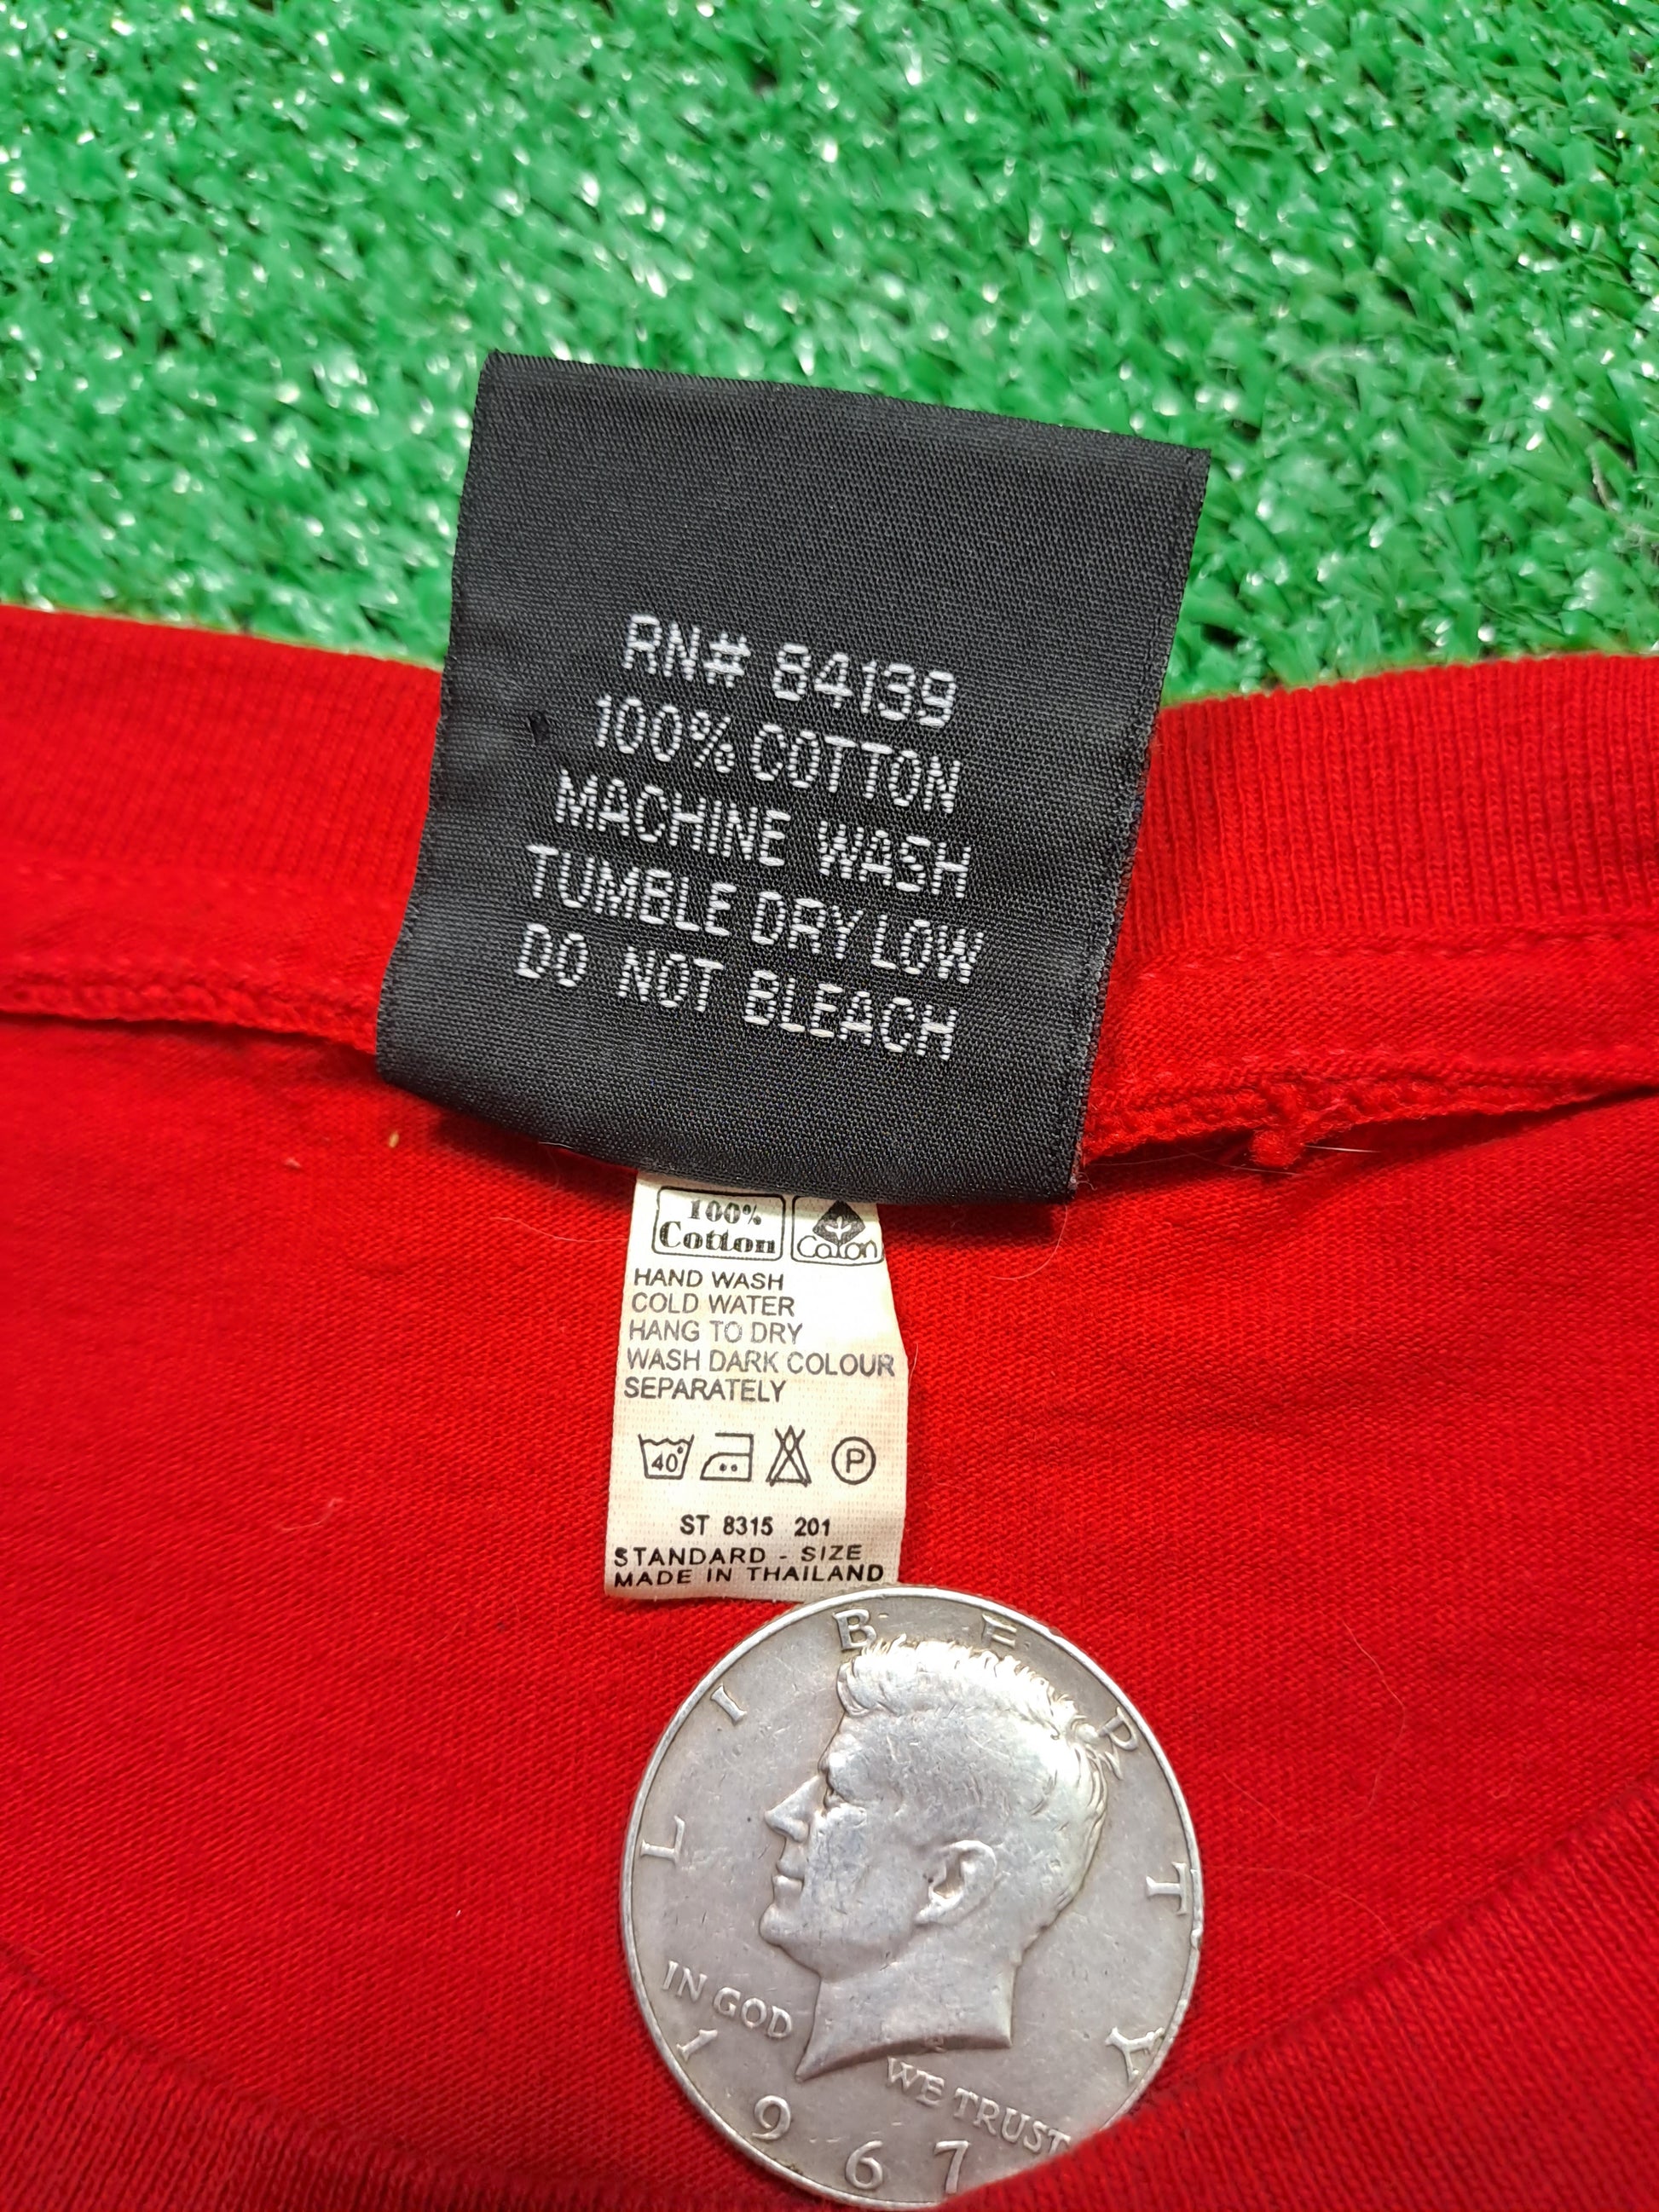 RN# 64139
100% COTTON
MACHINE WASH
TUMBLE DRY LOW
DO NOT BLEACH
100%
Cotton
Coton
HAND WASH
COLD WATER
HANG TO DRY
WASH DARK COLOUR
SEPARATELY
40°
P
ST 8315 201
STANDARD - SIZE
MADE IN THAILAND
LIBERTY
IN GOD
WE TRUST
1967